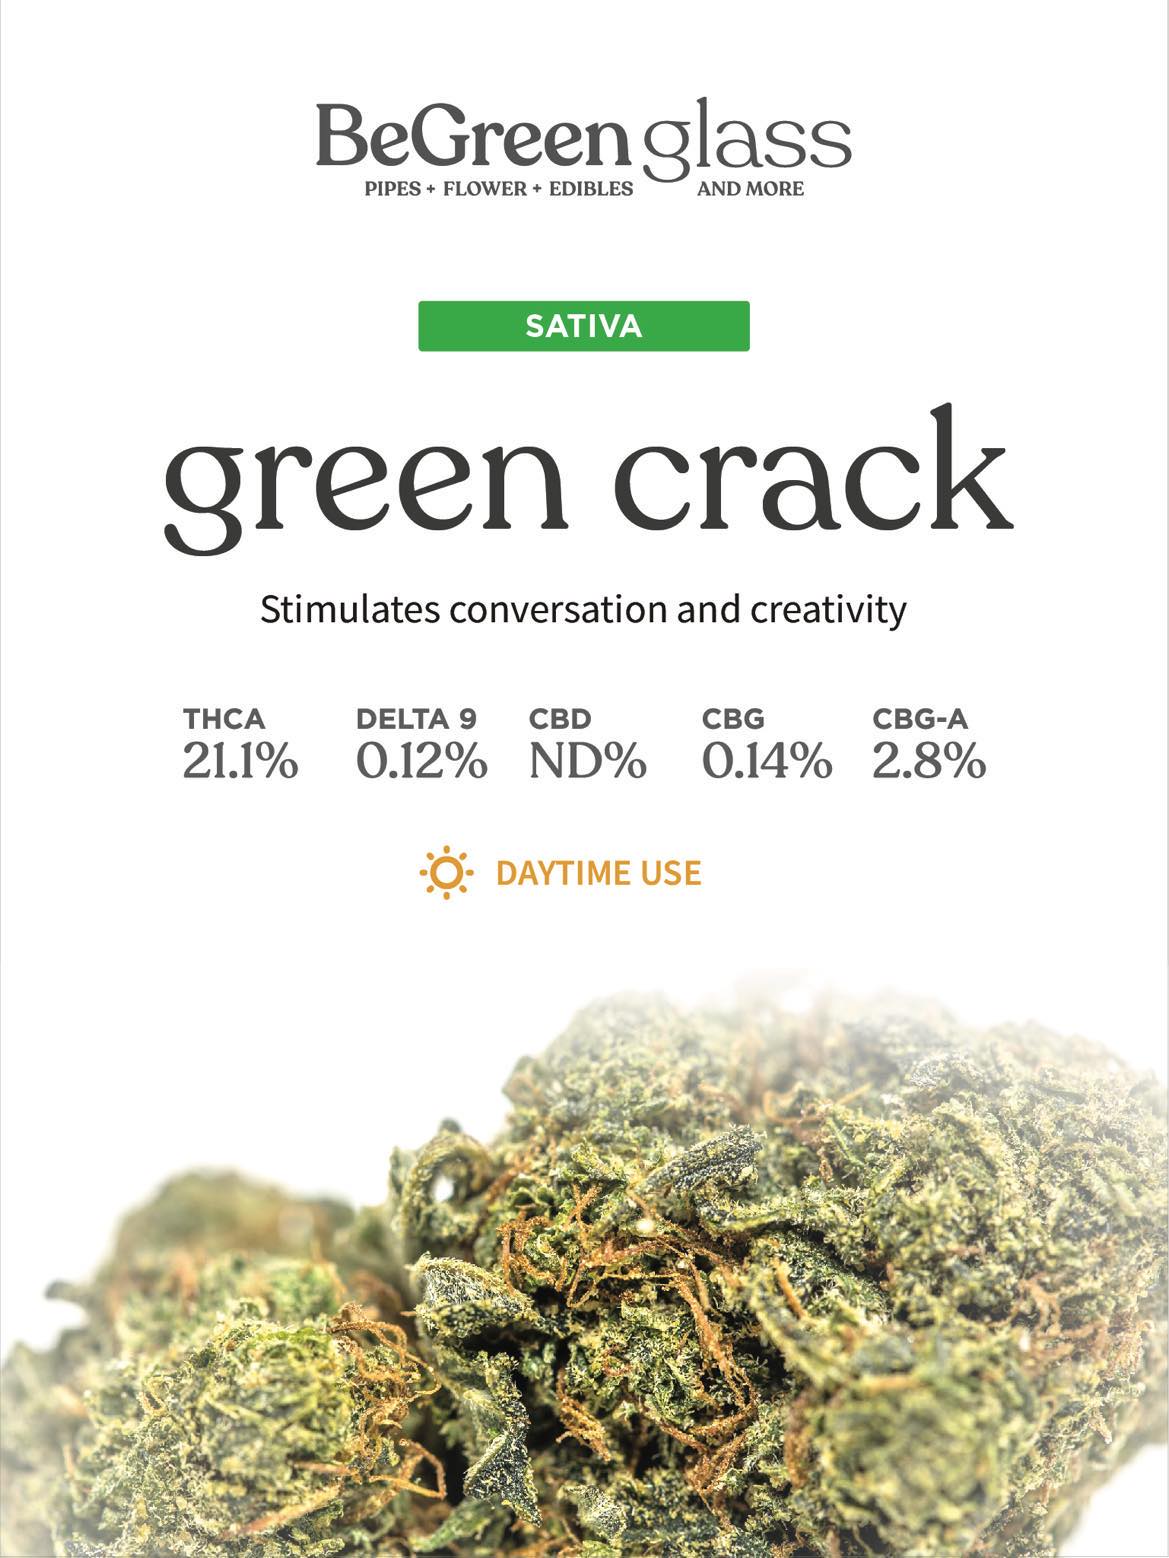 BeGreen glass
PIPES + FLOWER + EDIBLES AND MORE
SATIVA
green crack
Stimulates conversation and creativity
THCA DELTA 9 CBD CBG CBG-A
21.1% 0.12% ND% 0.14% 2.8%
DAYTIME USE